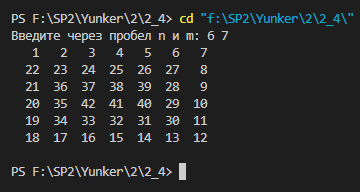 PS F:\SP2\Yunker\2\2_4> cd "f:\SP2\Yunker\2\2_4\"
Введите через пробел n и m: 6 7
1 2 3 4 5 6 7
22 23 24 25 26 27 8
21 36 37 38 39 28 9
20 35 42 41 40 29 10
19 34 33 32 31 30 11
18 17 16 15 14 13 12
PS F:\SP2\Yunker\2\2_4>